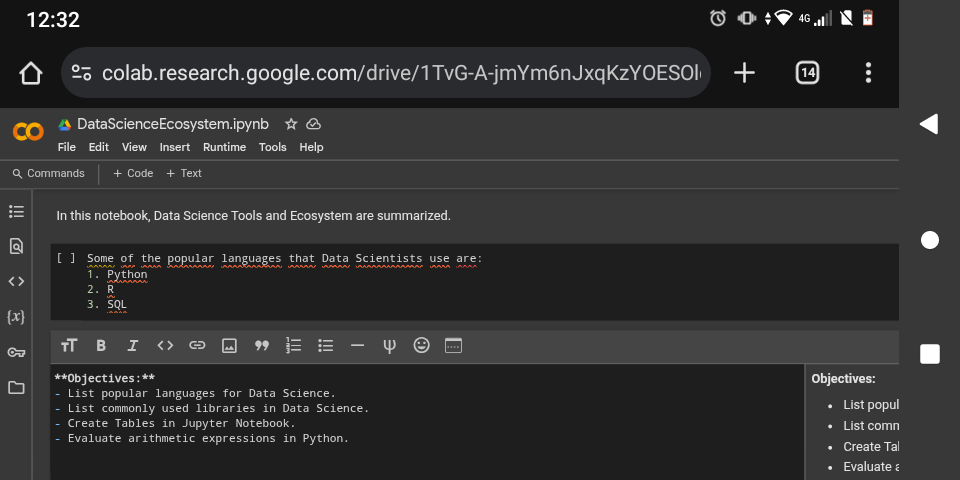 12:32
4G
colab.research.google.com/drive/1TvG-A-jmYm6nJxqKzYOESOl
14
DataScienceEcosystem.ipynb
File Edit View Insert Runtime Tools Help
Commands + Code + Text
In this notebook, Data Science Tools and Ecosystem are summarized.
[ ] Some of the popular languages that Data Scientists use are:
1. Python
2. R
3. SQL
**Objectives:**
- List popular languages for Data Science.
- List commonly used libraries in Data Science.
- Create Tables in Jupyter Notebook.
- Evaluate arithmetic expressions in Python.
Objectives:
• List popul
• List comm
• Create Tal
• Evaluate a